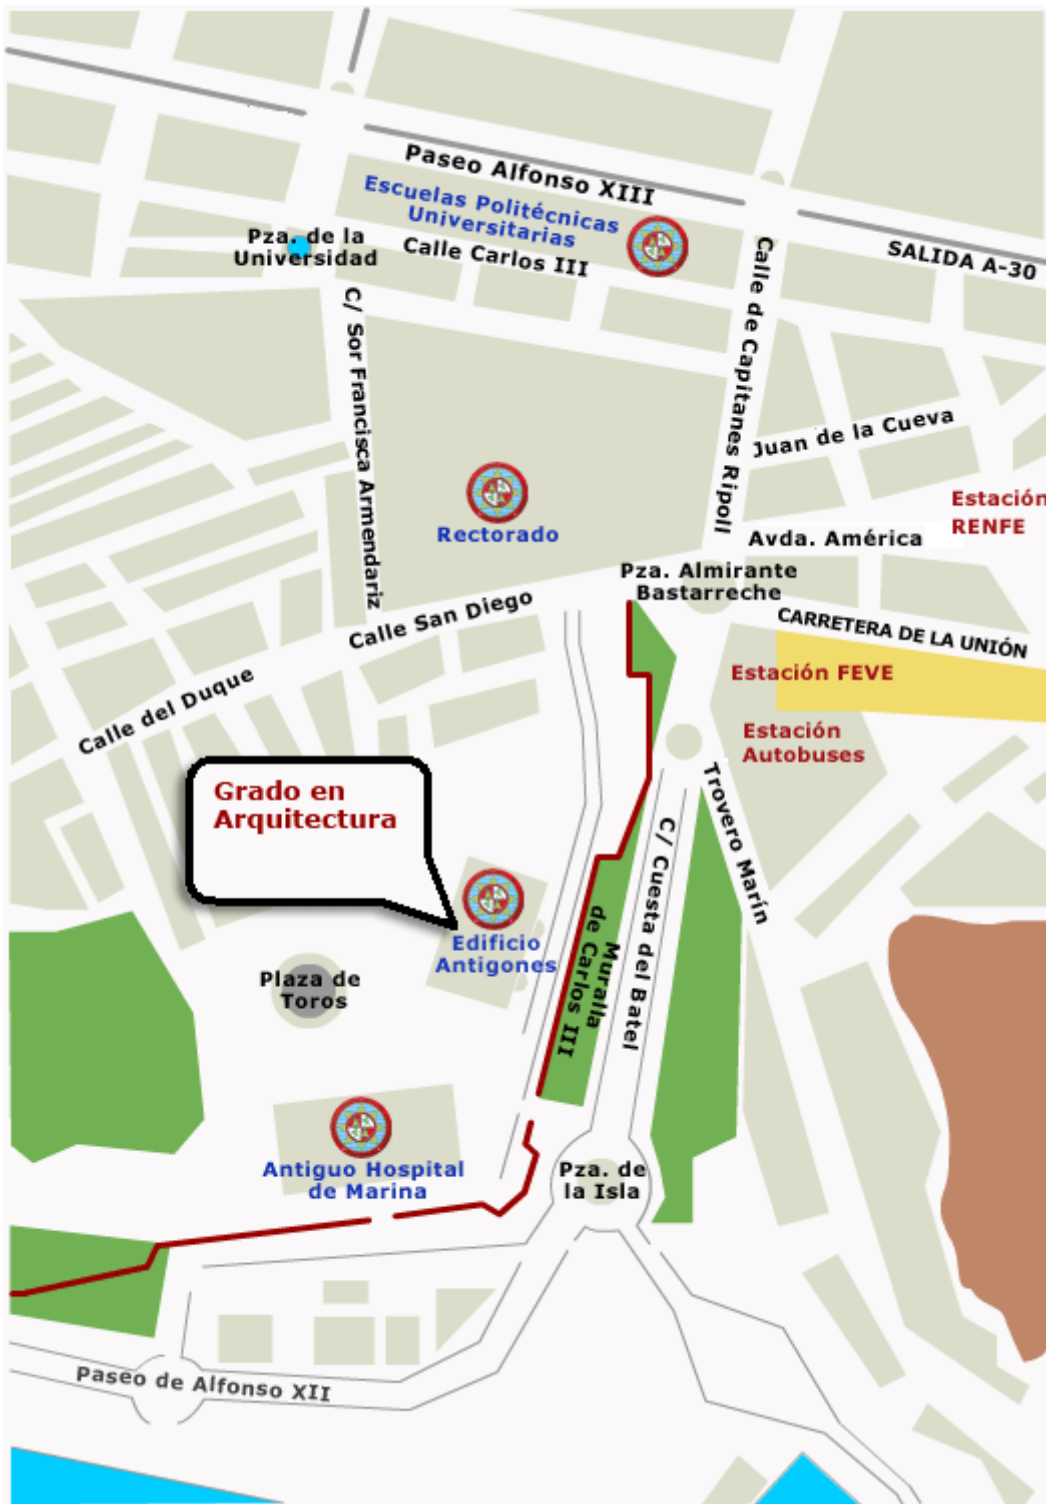 Paseo Alfonso XIII
Escuelas Politécnicas
Universitarias
SALIDA A-30
Pza. de la
Universidad
Calle Carlos III
Calle de Capitanes Ripoll
C/ Sor Francisca Armendariz
Juan de la Cueva
Estación
RENFE
Rectorado
Avda. América
Pza. Almirante
Bastarreche
CARRETERA DE LA UNIÓN
Calle San Diego
Estación FEVE
Calle del Duque
Estación
Autobuses
Grado en
Arquitectura
Trovero Marín
C/ Cuesta del Batel
Muralla
de Carlos III
Edificio
Antigones
Plaza de
Toros
Antiguo Hospital
de Marina
Pza. de
la Isla
Paseo de Alfonso XII